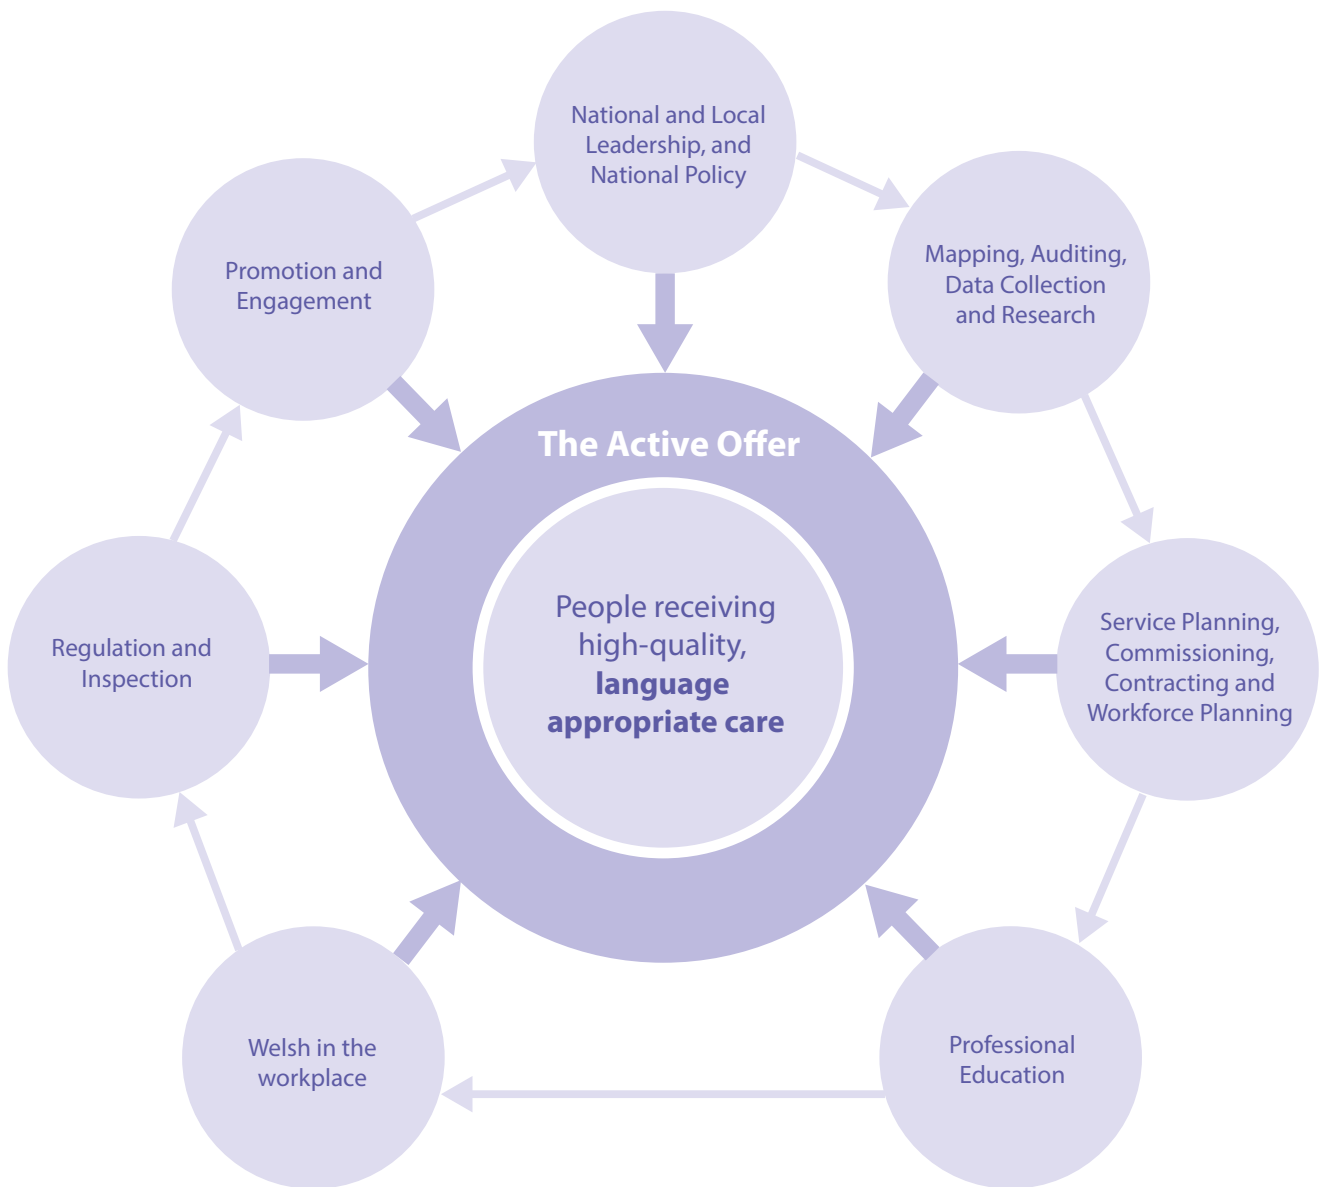 National and Local
Leadership, and
National Policy
Mapping, Auditing,
Data Collection
and Research
Service Planning,
Commissioning,
Contracting and
Workforce Planning
Professional
Education
Welsh in the
workplace
Regulation and
Inspection
Promotion and
Engagement
The Active Offer
People receiving
high-quality,
language
appropriate care